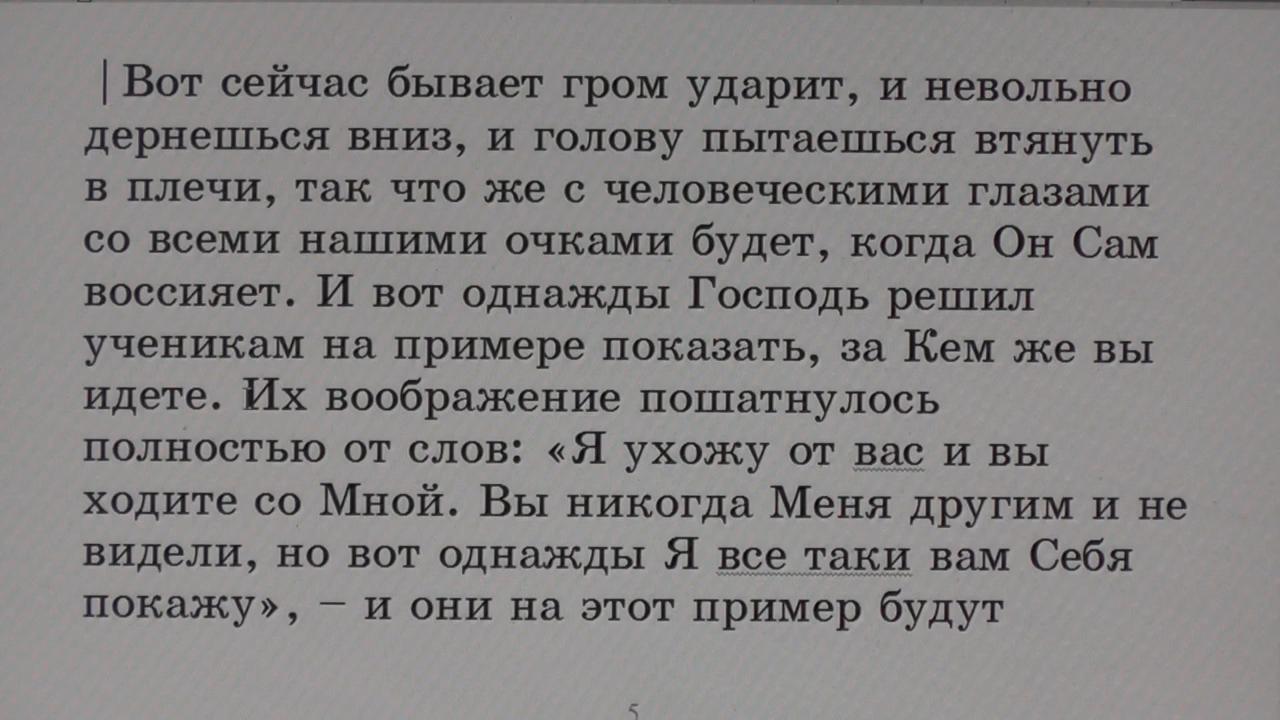 Вот сейчас бывает гром ударит, и невольно
дернешься вниз, и голову пытаешься втянуть
в плечи, так что же с человеческими глазами
со всеми нашими очками будет, когда Он Сам
воссияет. И вот однажды Господь решил
ученикам на примере показать, за Кем же вы
идете. Их воображение пошатнулось
полностью от слов: «Я ухожу от вас и вы
ходите со Мной. Вы никогда Меня другим и не
видели, но вот однажды Я все таки вам Себя
покажу», – и они на этот пример будут
5